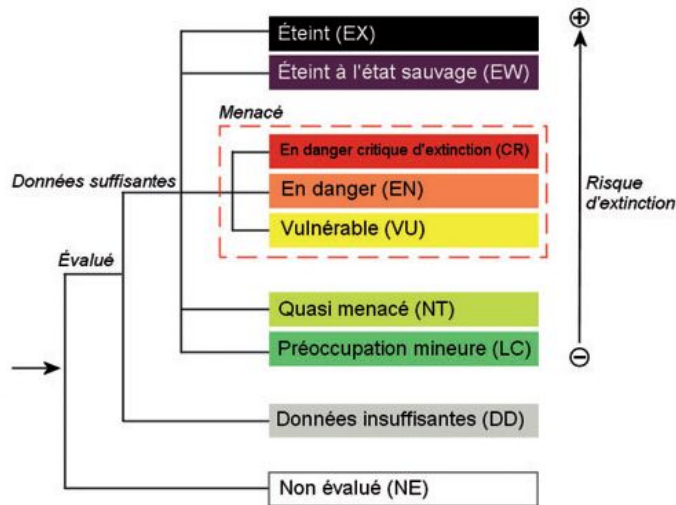 Éteint (EX)
Éteint à l'état sauvage (EW)
Menacé
En danger critique d'extinction (CR)
Données suffisantes
En danger (EN)
Risque
d'extinction
Vulnérable (VU)
Évalué
Quasi menacé (NT)
Préoccupation mineure (LC)
Données insuffisantes (DD)
Non évalué (NE)